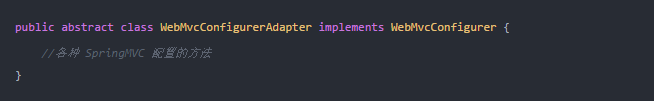 public abstract class WebMvcConfigurerAdapter implements WebMvcConfigurer {
//各种 SpringMVC 配置的方法
}